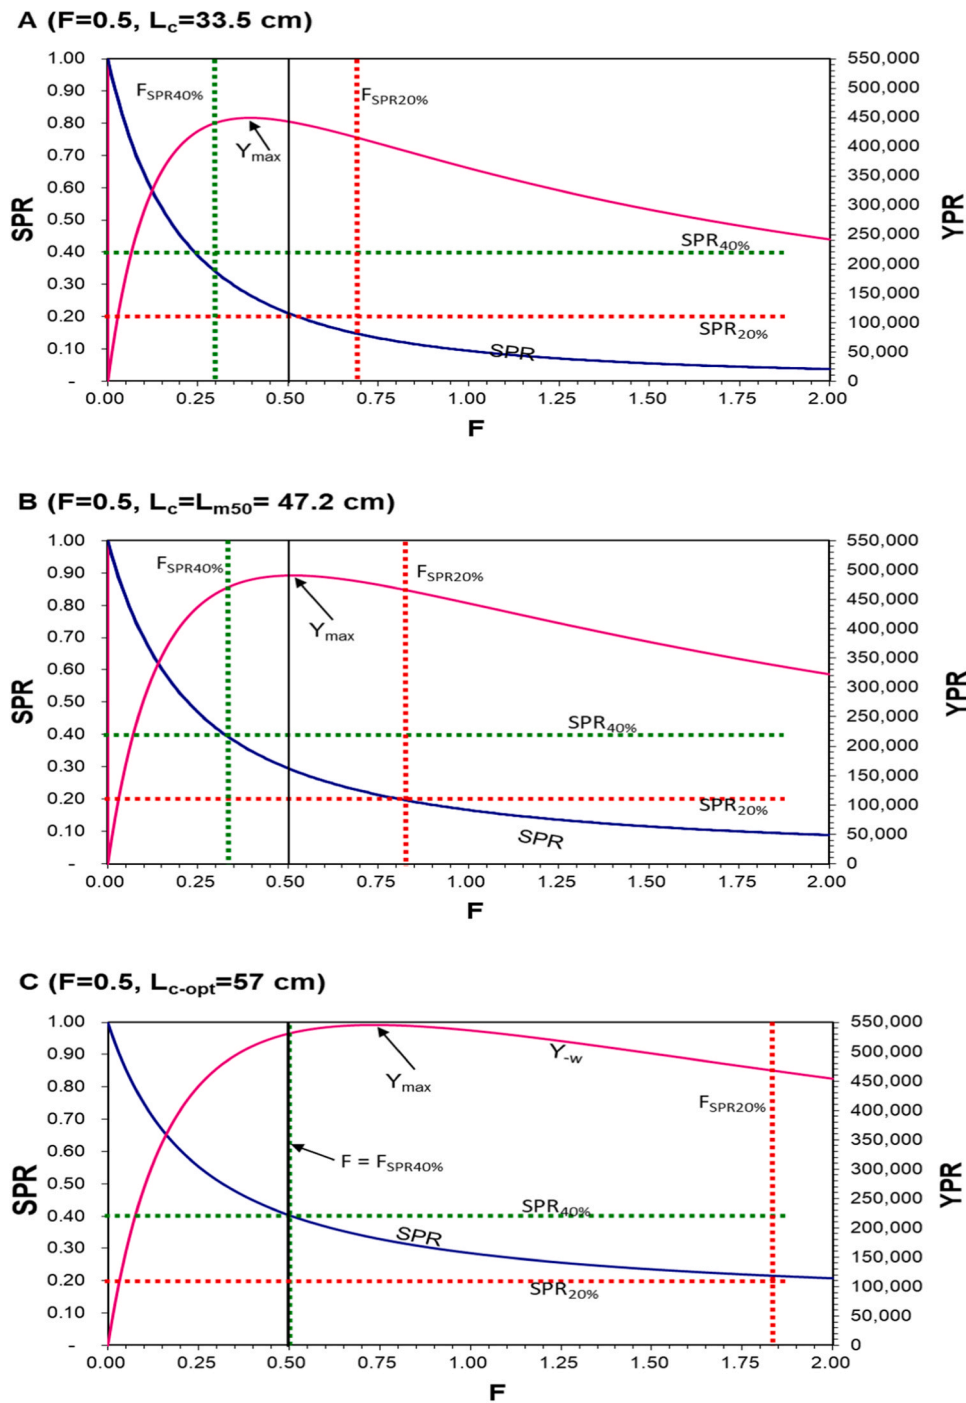 A (F=0.5, Lc=33.5 cm)
1.00
0.90
0.80
0.70
0.60
0.50
0.40
0.30
0.20
0.10
-
SPR
550,000
500,000
450,000
400,000
350,000
300,000
250,000
200,000
150,000
100,000
50,000
0
YPR
FSPR40%
FSPR20%
Ymax
SPR40%
SPR20%
SPR
0.00 0.25 0.50 0.75 1.00 1.25 1.50 1.75 2.00
F
B (F=0.5, Lc=Lm50= 47.2 cm)
1.00
0.90
0.80
0.70
0.60
0.50
0.40
0.30
0.20
0.10
-
SPR
550,000
500,000
450,000
400,000
350,000
300,000
250,000
200,000
150,000
100,000
50,000
0
YPR
FSPR40%
FSPR20%
Ymax
SPR40%
SPR20%
SPR
0.00 0.25 0.50 0.75 1.00 1.25 1.50 1.75 2.00
F
C (F=0.5, Lc-opt=57 cm)
1.00
0.90
0.80
0.70
0.60
0.50
0.40
0.30
0.20
0.10
-
SPR
550,000
500,000
450,000
400,000
350,000
300,000
250,000
200,000
150,000
100,000
50,000
0
YPR
Y-w
Ymax
FSPR20%
F = FSPR40%
SPR40%
SPR
SPR20%
0.00 0.25 0.50 0.75 1.00 1.25 1.50 1.75 2.00
F